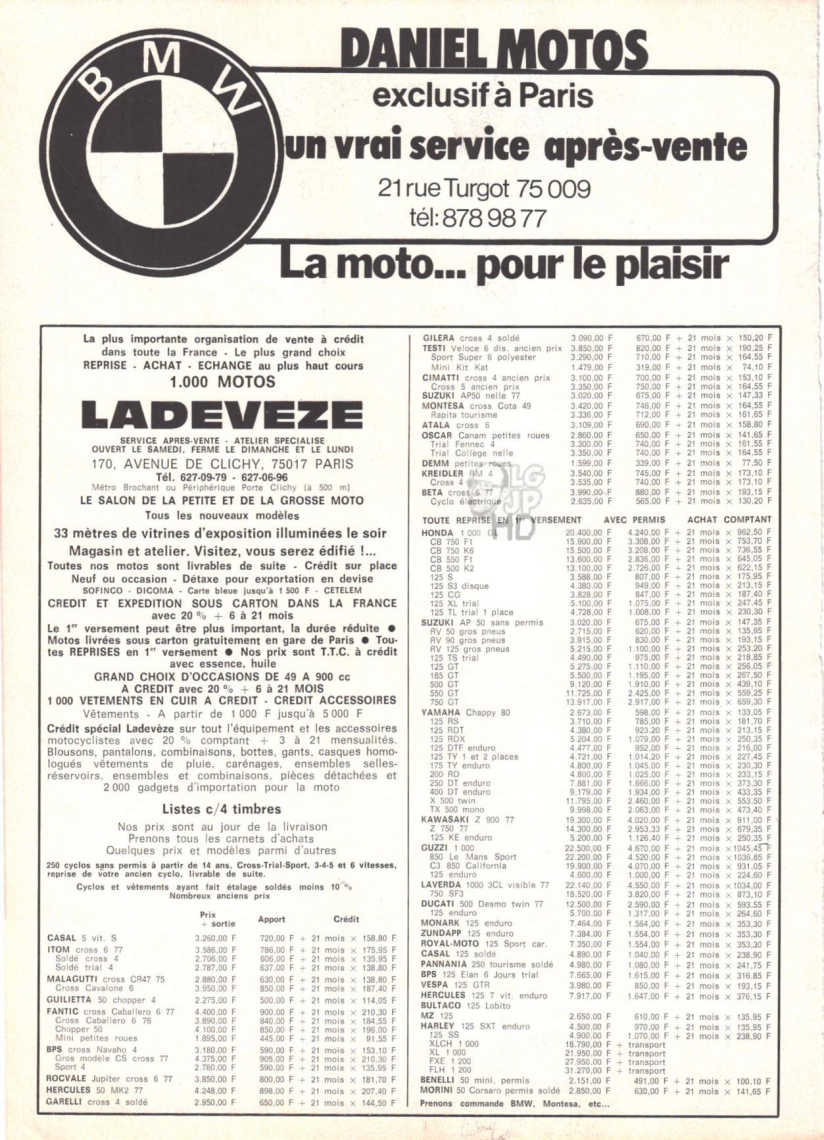 BMW
DANIEL MOTOS
exclusif à Paris
un vrai service après-vente
21 rue Turgot 75 009
tél: 878 98 77
La moto... pour le plaisir
La plus importante organisation de vente à crédit
dans toute la France - Le plus grand choix
REPRISE - ACHAT - ECHANGE au plus haut cours
1.000 MOTOS
LADEVEZE
SERVICE APRES-VENTE - ATELIER SPECIALISE
OUVERT LE SAMEDI, FERME LE DIMANCHE ET LE LUNDI
170, AVENUE DE CLICHY, 75017 PARIS
Tél. 627-09-79 - 627-06-96
Métro Brochant ou Périphérique Porte Clichy (à 500 m)
LE SALON DE LA PETITE ET DE LA GROSSE MOTO
Tous les nouveaux modèles
33 mètres de vitrines d'exposition illuminées le soir
Magasin et atelier. Visitez, vous serez édifié !...
Toutes nos motos sont livrables de suite - Crédit sur place
Neuf ou occasion - Détaxe pour exportation en devise
SOFINCO - DICOMA - Carte bleue jusqu'à 1 500 F - CETELEM
CREDIT ET EXPEDITION SOUS CARTON DANS LA FRANCE
avec 20 % + 6 à 21 mois
Le 1er versement peut être plus important, la durée réduite ●
Motos livrées sous carton gratuitement en gare de Paris ● Tou-
tes REPRISES en 1er versement ● Nos prix sont T.T.C. à crédit
avec essence, huile
GRAND CHOIX D'OCCASIONS DE 49 A 900 cc
A CREDIT avec 20 % + 6 à 21 MOIS
1 000 VETEMENTS EN CUIR A CREDIT - CREDIT ACCESSOIRES
Vêtements - A partir de 1 000 F jusqu'à 5 000 F
Crédit spécial Ladevèze sur tout l'équipement et les accessoires
motocyclistes avec 20 % comptant + 3 à 21 mensualités.
Blousons, pantalons, combinaisons, bottes, gants, casques homo-
logués vêtements de pluie, carénages, ensembles selles-
réservoirs, ensembles et combinaisons, pièces détachées et
2 000 gadgets d'importation pour la moto
Listes c/4 timbres
Nos prix sont au jour de la livraison
Prenons tous les carnets d'achats
Quelques prix et modèles parmi d'autres
250 cyclos sans permis à partir de 14 ans, Cross-Trial-Sport, 3-4-5 et 6 vitesses,
reprise de votre ancien cyclo, livrable de suite.
Cyclos et vêtements ayant fait étalage soldés moins 10 %
Nombreux anciens prix
Prix + sortie Apport Crédit
CASAL 5 vit. S 3.260,00 F 720,00 F + 21 mois × 158,80 F
ITOM cross 6 77 3.586,00 F 786,00 F + 21 mois × 175,95 F
Soldé cross 4 2.706,00 F 606,00 F + 21 mois × 135,95 F
Soldé trial 4 2.787,00 F 637,00 F + 21 mois × 138,80 F
MALAGUTTI cross CR47 75 2.880,00 F 630,00 F + 21 mois × 138,80 F
Cross Cavalone 6 3.950,00 F 850,00 F + 21 mois × 187,40 F
GUILIETTA 50 chopper 4 2.275,00 F 500,00 F + 21 mois × 114,05 F
FANTIC cross Caballero 6 77 4.400,00 F 900,00 F + 21 mois × 210,30 F
Cross Caballero 6 76 3.890,00 F 840,00 F + 21 mois × 184,55 F
Chopper 50 4.100,00 F 850,00 F + 21 mois × 196,00 F
Mini petites roues 1.895,00 F 445,00 F + 21 mois × 91,55 F
BPS cross Navaho 4 3.180,00 F 590,00 F + 21 mois × 153,10 F
Gros modèle CS cross 77 4.375,00 F 905,00 F + 21 mois × 210,30 F
Sport 4 2.780,00 F 590,00 F + 21 mois × 135,95 F
ROCVALE Jupiter cross 6 77 3.850,00 F 800,00 F + 21 mois × 181,70 F
HERCULES 50 MK2 77 4.248,00 F 898,00 F + 21 mois × 207,40 F
GARELLI cross 4 soldé 2.950,00 F 650,00 F + 21 mois × 144,50 F
GILERA cross 4 soldé 3.090,00 F 670,00 F + 21 mois × 150,20 F
TESTI Veloce 6 dis. ancien prix 3.850,00 F 820,00 F + 21 mois × 190,25 F
Sport Super 6 polyester 3.290,00 F 710,00 F + 21 mois × 164,55 F
Mini Kit Kat 1.479,00 F 319,00 F + 21 mois × 74,10 F
CIMATTI cross 4 ancien prix 3.100,00 F 700,00 F + 21 mois × 153,10 F
Cross 5 ancien prix 3.350,00 F 750,00 F + 21 mois × 164,55 F
SUZUKI AP50 nelle 77 3.020,00 F 675,00 F + 21 mois × 147,33 F
MONTESA cross Cota 49 3.420,00 F 746,00 F + 21 mois × 164,55 F
Rapita tourisme 3.336,00 F 712,00 F + 21 mois × 161,65 F
ATALA cross 6 3.109,00 F 690,00 F + 21 mois × 158,80 F
OSCAR Canam petites roues 2.860,00 F 650,00 F + 21 mois × 141,65 F
Trial Fennec 4 3.300,00 F 740,00 F + 21 mois × 161,55 F
Trial Collège nelle 3.350,00 F 740,00 F + 21 mois × 164,55 F
DEMM petites roues 1.599,00 F 339,00 F + 21 mois × 77,50 F
KREIDLER RM 4 3.540,00 F 745,00 F + 21 mois × 173,10 F
Cross 4 3.535,00 F 740,00 F + 21 mois × 173,10 F
BETA cross 6 77 3.990,00 F 880,00 F + 21 mois × 193,15 F
Cyclo électrique 2.635,00 F 565,00 F + 21 mois × 130,20 F
TOUTE REPRISE EN 1er VERSEMENT AVEC PERMIS ACHAT COMPTANT
HONDA 1 000 GL 20.400,00 F 4.240,00 F + 21 mois × 962,50 F
CB 750 F1 15.900,00 F 3.308,00 F + 21 mois × 753,70 F
CB 750 K6 15.500,00 F 3.208,00 F + 21 mois × 736,55 F
CB 550 F1 13.600,00 F 2.836,00 F + 21 mois × 645,05 F
CB 500 K2 13.100,00 F 2.726,00 F + 21 mois × 622,15 F
125 S 3.588,00 F 807,00 F + 21 mois × 175,95 F
125 S3 disque 4.380,00 F 949,00 F + 21 mois × 213,15 F
125 CG 3.828,00 F 847,00 F + 21 mois × 187,40 F
125 XL trial 5.100,00 F 1.075,00 F + 21 mois × 247,45 F
125 TL trial 1 place 4.728,00 F 1.008,00 F + 21 mois × 230,30 F
SUZUKI AP 50 sans permis 3.020,00 F 675,00 F + 21 mois × 147,35 F
RV 50 gros pneus 2.715,00 F 620,00 F + 21 mois × 135,95 F
RV 90 gros pneus 3.915,00 F 830,00 F + 21 mois × 193,15 F
RV 125 gros pneus 5.215,00 F 1.100,00 F + 21 mois × 253,20 F
125 TS trial 4.490,00 F 975,00 F + 21 mois × 218,85 F
125 GT 5.275,00 F 1.110,00 F + 21 mois × 256,05 F
185 GT 5.500,00 F 1.195,00 F + 21 mois × 267,50 F
500 GT 9.120,00 F 1.910,00 F + 21 mois × 439,10 F
550 GT 11.725,00 F 2.425,00 F + 21 mois × 559,25 F
750 GT 13.917,00 F 2.917,00 F + 21 mois × 659,30 F
YAMAHA Chappy 80 2.673,00 F 598,00 F + 21 mois × 133,05 F
125 RS 3.710,00 F 785,00 F + 21 mois × 181,70 F
125 RDT 4.380,00 F 923,20 F + 21 mois × 213,15 F
125 RDX 5.204,00 F 1.079,00 F + 21 mois × 250,35 F
125 DTF enduro 4.477,00 F 952,00 F + 21 mois × 216,00 F
125 TY 1 et 2 places 4.721,00 F 1.014,20 F + 21 mois × 227,45 F
175 TY enduro 4.800,00 F 1.045,00 F + 21 mois × 230,30 F
200 RD 4.800,00 F 1.025,00 F + 21 mois × 233,15 F
250 DT enduro 7.881,00 F 1.666,00 F + 21 mois × 373,30 F
400 DT enduro 9.179,00 F 1.934,00 F + 21 mois × 433,35 F
X 500 twin 11.795,00 F 2.460,00 F + 21 mois × 553,50 F
TX 500 mono 9.998,00 F 2.063,00 F + 21 mois × 473,40 F
KAWASAKI Z 900 77 19.300,00 F 4.020,00 F + 21 mois × 911,00 F
Z 750 77 14.300,00 F 2.953,33 F + 21 mois × 679,35 F
125 KE enduro 5.200,00 F 1.126,40 F + 21 mois × 250,35 F
GUZZI 1 000 22.500,00 F 4.670,00 F + 21 mois ×1045,45 F
850 Le Mans Sport 22.200,00 F 4.520,00 F + 21 mois ×1036,85 F
C3 850 California 19.900,00 F 4.070,00 F + 21 mois × 931,05 F
125 enduro 4.600,00 F 1.000,00 F + 21 mois × 224,60 F
LAVERDA 1000 3CL visible 77 22.140,00 F 4.550,00 F + 21 mois ×1034,00 F
750 SF3 18.520,00 F 3.820,00 F + 21 mois × 873,10 F
DUCATI 500 Desmo twin 77 12.500,00 F 2.590,00 F + 21 mois × 593,55 F
125 enduro 5.700,00 F 1.317,00 F + 21 mois × 264,60 F
MONARK 125 enduro 7.464,00 F 1.564,00 F + 21 mois × 353,30 F
ZUNDAPP 125 enduro 7.384,00 F 1.554,00 F + 21 mois × 353,30 F
ROYAL-MOTO 125 Sport car. 7.350,00 F 1.554,00 F + 21 mois × 353,30 F
CASAL 125 soldé 4.890,00 F 1.040,00 F + 21 mois × 238,90 F
PANNANIA 250 tourisme soldé 4.980,00 F 1.080,00 F + 21 mois × 241,75 F
BPS 125 Elan 6 Jours trial 7.665,00 F 1.615,00 F + 21 mois × 316,85 F
VESPA 125 GTR 3.980,00 F 850,00 F + 21 mois × 193,15 F
HERCULES 125 7 vit. enduro 7.917,00 F 1.647,00 F + 21 mois × 376,15 F
BULTACO 125 Lobito
MZ 125 2.650,00 F 610,00 F + 21 mois × 135,95 F
HARLEY 125 SXT enduro 4.500,00 F 970,00 F + 21 mois × 135,95 F
125 SS 4.900,00 F 1.070,00 F + 21 mois × 238,90 F
XLCH 1 000 18.790,00 F + transport
XL 1 000 21.950,00 F + transport
FXE 1 200 27.950,00 F + transport
FLH 1 200 31.270,00 F + transport
BENELLI 50 mini. permis 2.151,00 F 491,00 F + 21 mois × 100,10 F
MORINI 50 Corsaro permis soldé 2.850,00 F 630,00 F + 21 mois × 141,65 F
Prenons commande BMW, Montesa, etc...